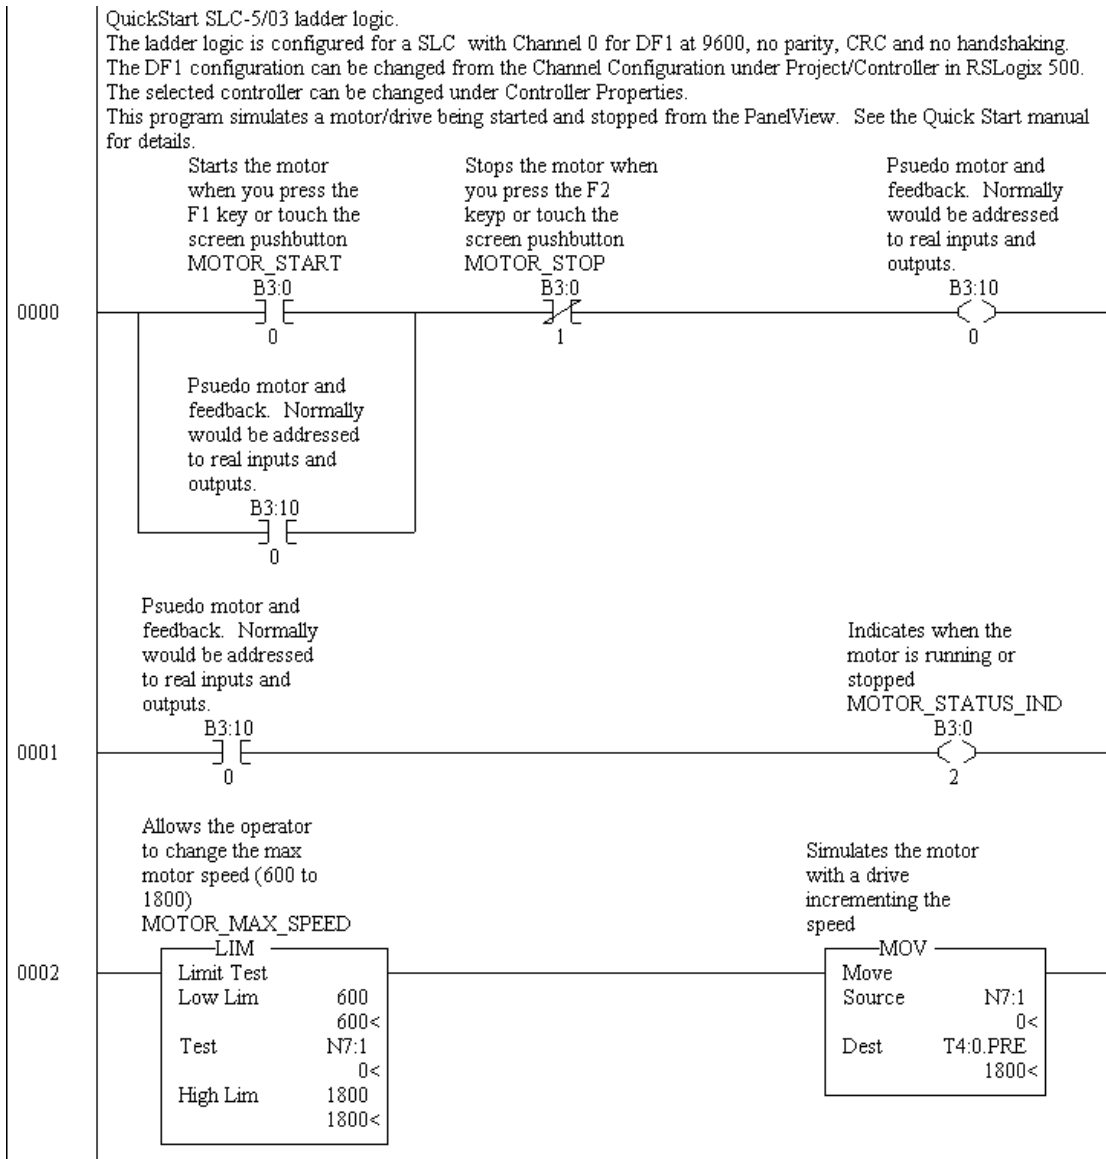 QuickStart SLC-5/03 ladder logic.
The ladder logic is configured for a SLC with Channel 0 for DF1 at 9600, no parity, CRC and no handshaking.
The DF1 configuration can be changed from the Channel Configuration under Project/Controller in RSLogix 500.
The selected controller can be changed under Controller Properties.
This program simulates a motor/drive being started and stopped from the PanelView. See the Quick Start manual
for details.
Starts the motor
when you press the
F1 key or touch the
screen pushbutton
MOTOR_START
B3:0
0
Stops the motor when
you press the F2
keyp or touch the
screen pushbutton
MOTOR_STOP
B3:0
1
Psuedo motor and
feedback. Normally
would be addressed
to real inputs and
outputs.
B3:10
0
0000
Psuedo motor and
feedback. Normally
would be addressed
to real inputs and
outputs.
B3:10
0
Psuedo motor and
feedback. Normally
would be addressed
to real inputs and
outputs.
B3:10
0
Indicates when the
motor is running or
stopped
MOTOR_STATUS_IND
B3:0
2
0001
Allows the operator
to change the max
motor speed (600 to
1800)
MOTOR_MAX_SPEED
LIM
Limit Test
Low Lim 600
600<
Test N7:1
0<
High Lim 1800
1800<
Simulates the motor
with a drive
incrementing the
speed
MOV
Move
Source N7:1
0<
Dest T4:0.PRE
1800<
0002